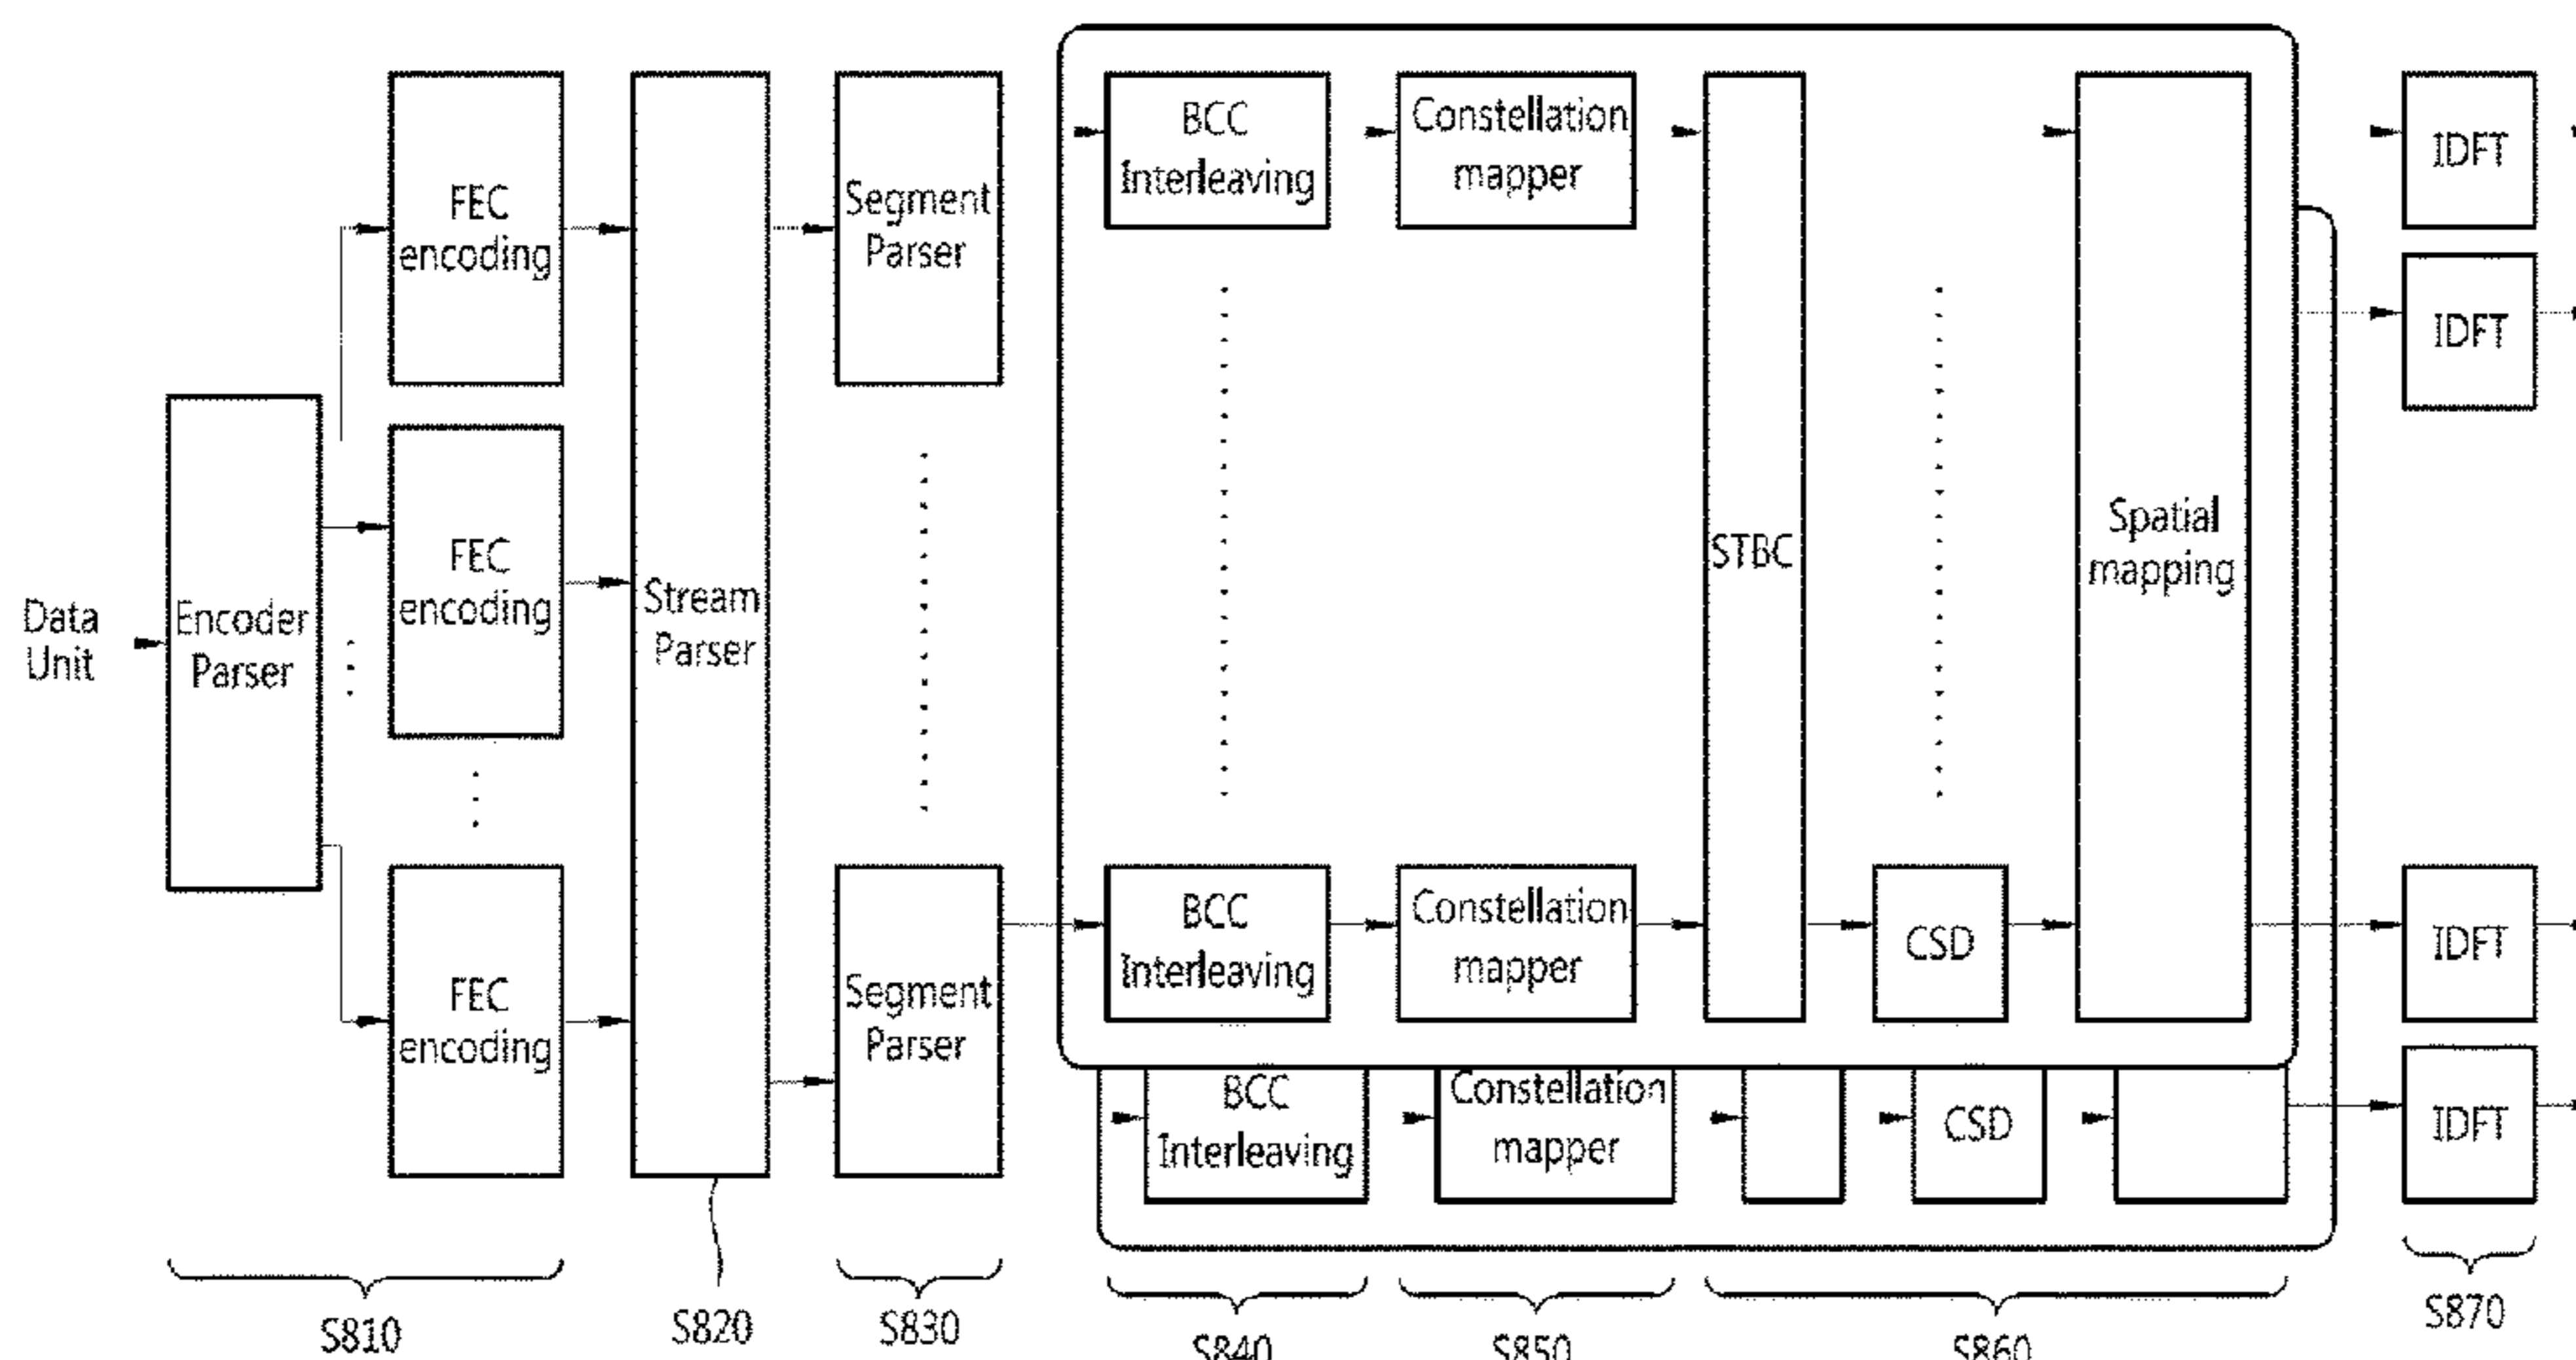 Data
Unit
Encoder
Parser
FEC
encoding
FEC
encoding
FEC
encoding
Stream
Parser
Segment
Parser
Segment
Parser
BCC
Interleaving
Constellation
mapper
STBC
Spatial
mapping
BCC
Interleaving
Constellation
mapper
CSD
BCC
Interleaving
Constellation
mapper
CSD
IDFT
IDFT
IDFT
IDFT
S810
S820
S830
S840
S850
S860
S870